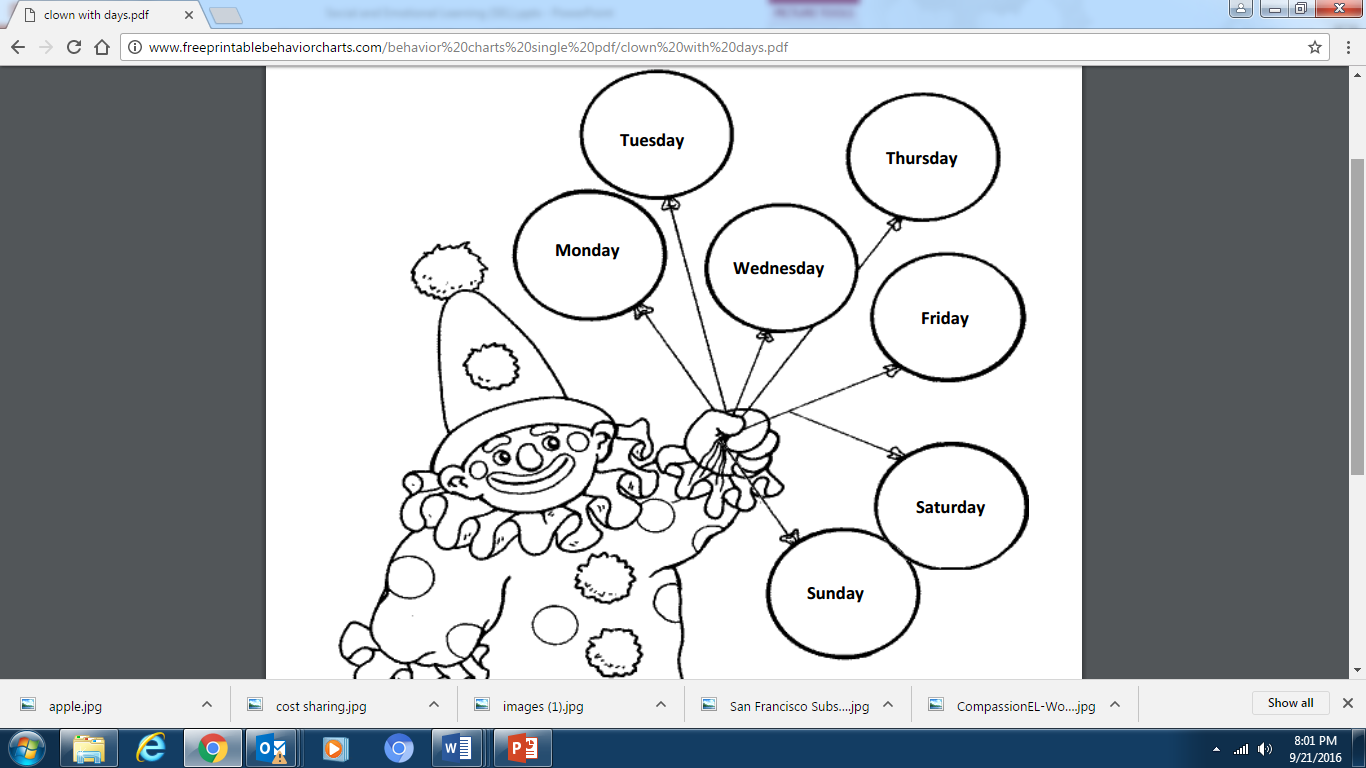 clown with days.pdf
www.freeprintablebehaviorcharts.com/behavior%20charts%20single%20pdf/clown%20with%20days.pdf
Tuesday
Thursday
Monday
Wednesday
Friday
Saturday
Sunday
apple.jpg
cost sharing.jpg
images (1).jpg
San Francisco Subs....jpg
CompassionEL-Wo....jpg
Show all
8:01 PM
9/21/2016